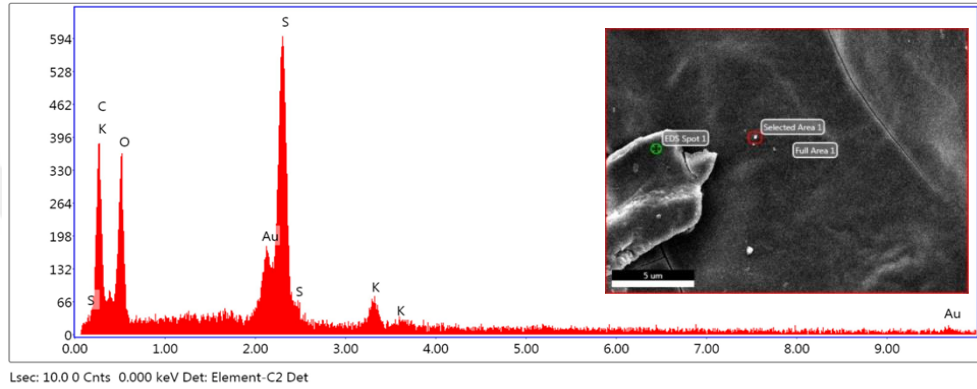 S
594
528
462
396
330
264
198
132
66
0
C
K
O
S
Au
S
K
K
Au
0.00 1.00 2.00 3.00 4.00 5.00 6.00 7.00 8.00 9.00
EDS Spot 1
Selected Area 1
Full Area 1
5 um
Lsec: 10.0 0 Cnts 0.000 keV Det: Element-C2 Det